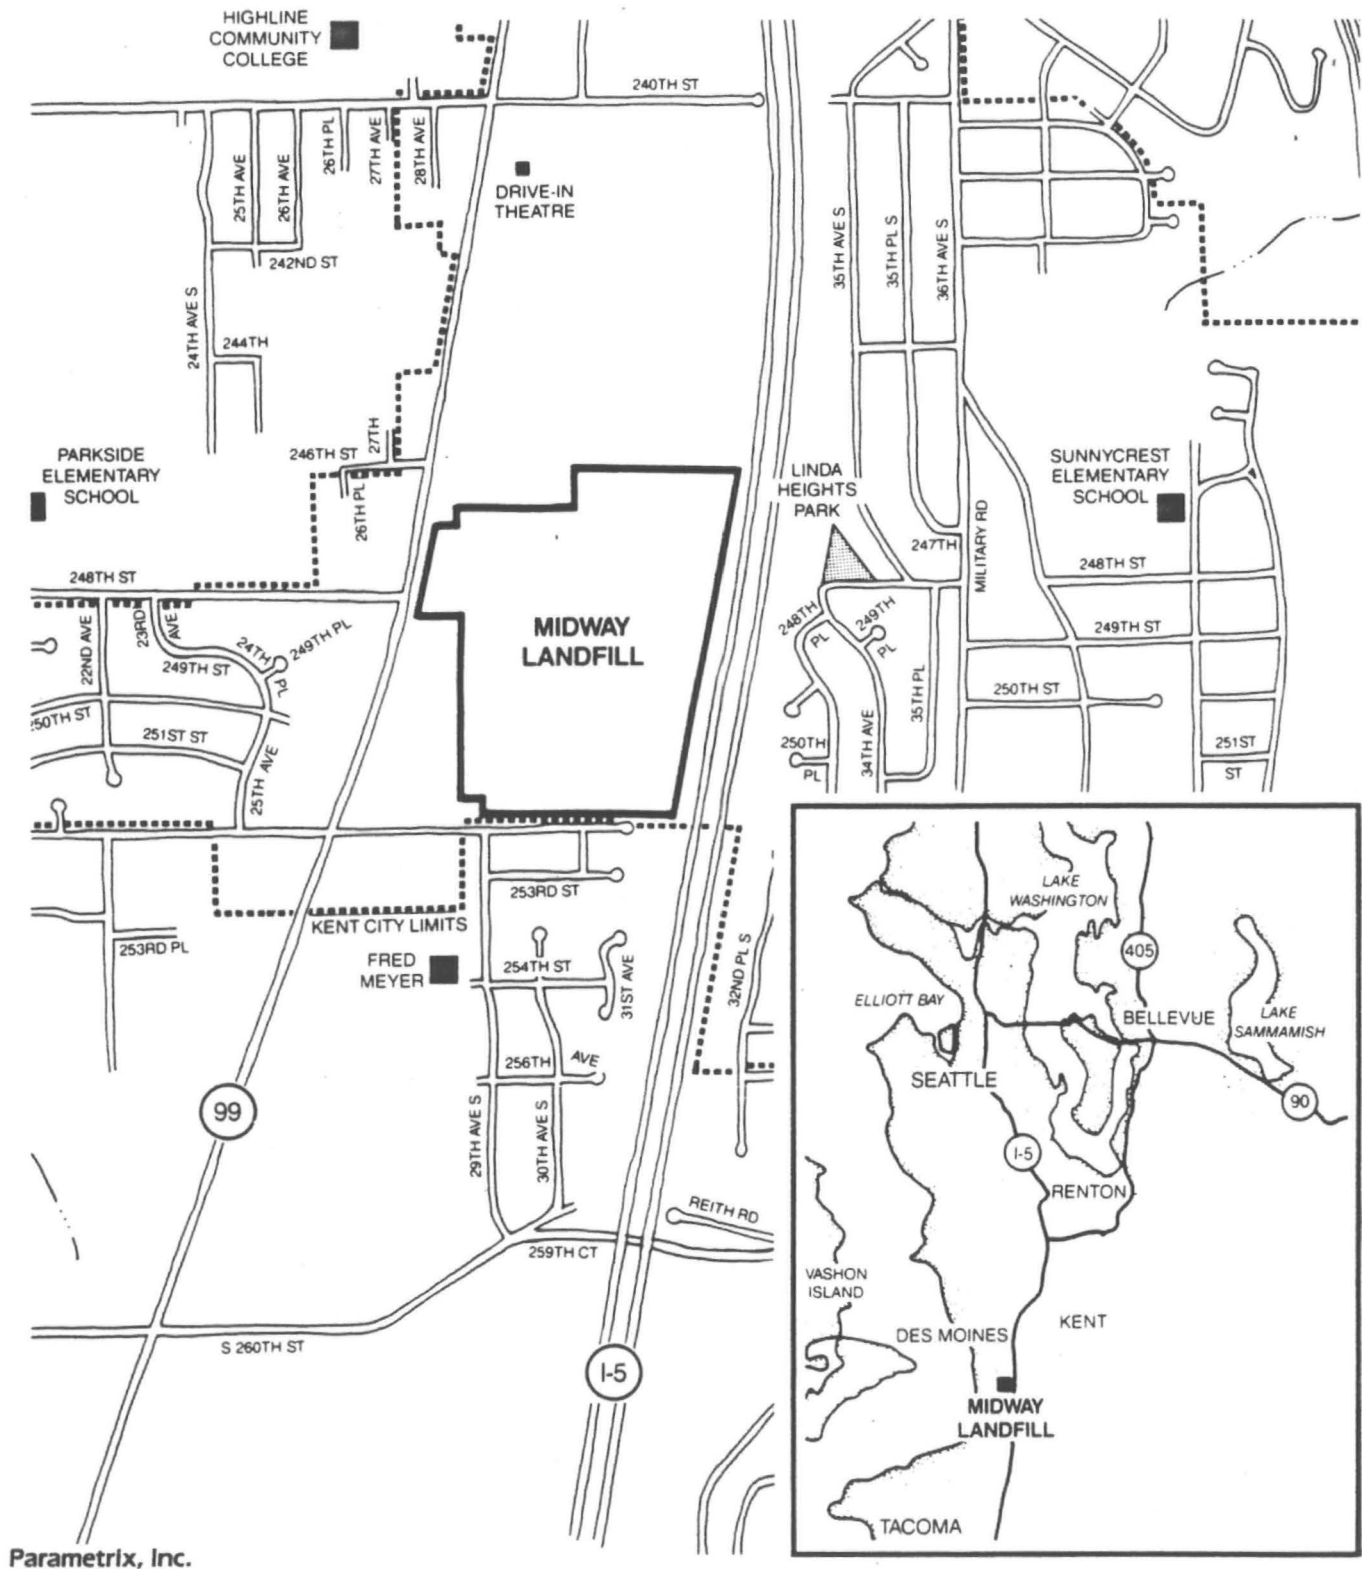 HIGHLINE
COMMUNITY
COLLEGE
240TH ST
26TH PL
27TH AVE
28TH AVE
25TH AVE
26TH AVE
DRIVE-IN
THEATRE
242ND ST
24TH AVE S
244TH
35TH AVE S
35TH PL S
36TH AVE S
PARKSIDE
ELEMENTARY
SCHOOL
246TH ST
27TH
26TH PL
LINDA
HEIGHTS
PARK
SUNNYCREST
ELEMENTARY
SCHOOL
247TH
MILITARY RD
248TH ST
248TH ST
22ND AVE
23RD
AVE
249TH ST
24TH
PL
249TH PL
MIDWAY
LANDFILL
248TH
PL
249TH
PL
249TH ST
35TH PL
250TH ST
250TH ST
251ST ST
25TH AVE
250TH
PL
34TH AVE
251ST
ST
253RD ST
KENT CITY LIMITS
253RD PL
FRED
MEYER
254TH ST
31ST AVE
32ND PL S
256TH
AVE
29TH AVE S
30TH AVE S
99
REITH RD
259TH CT
S 260TH ST
I-5
LAKE
WASHINGTON
405
ELLIOTT BAY
BELLEVUE
LAKE
SAMMAMISH
SEATTLE
90
I-5
RENTON
VASHON
ISLAND
KENT
DES MOINES
MIDWAY
LANDFILL
TACOMA
Parametrix, Inc.